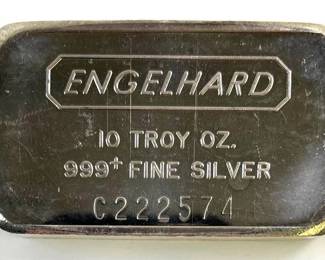 ENGELHARD
10 TROY OZ.
999+ FINE SILVER
C222574